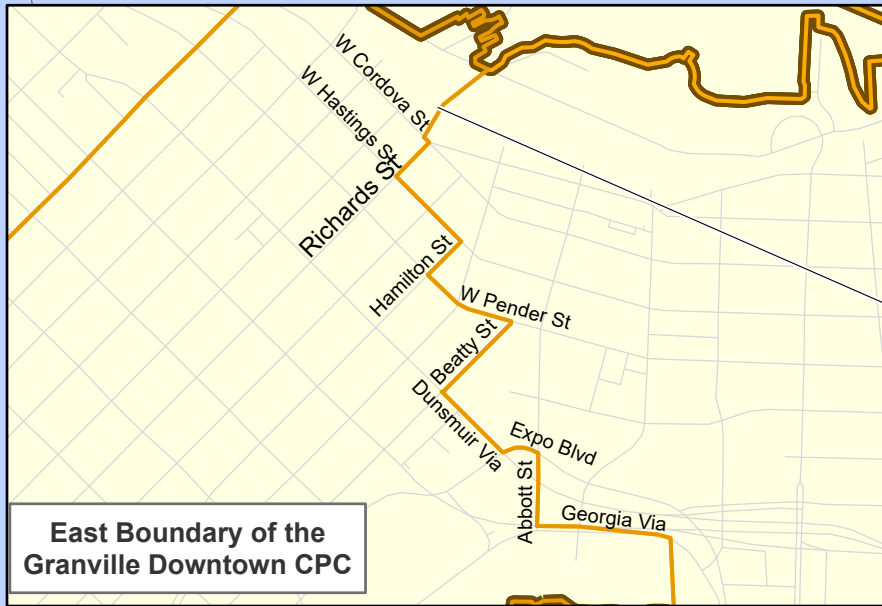 W Cordova St
W Hastings St
Richards St
Hamilton St
W Pender St
Beatty St
Dunsmuir Via
Expo Blvd
Abbott St
Georgia Via
East Boundary of the
Granville Downtown CPC